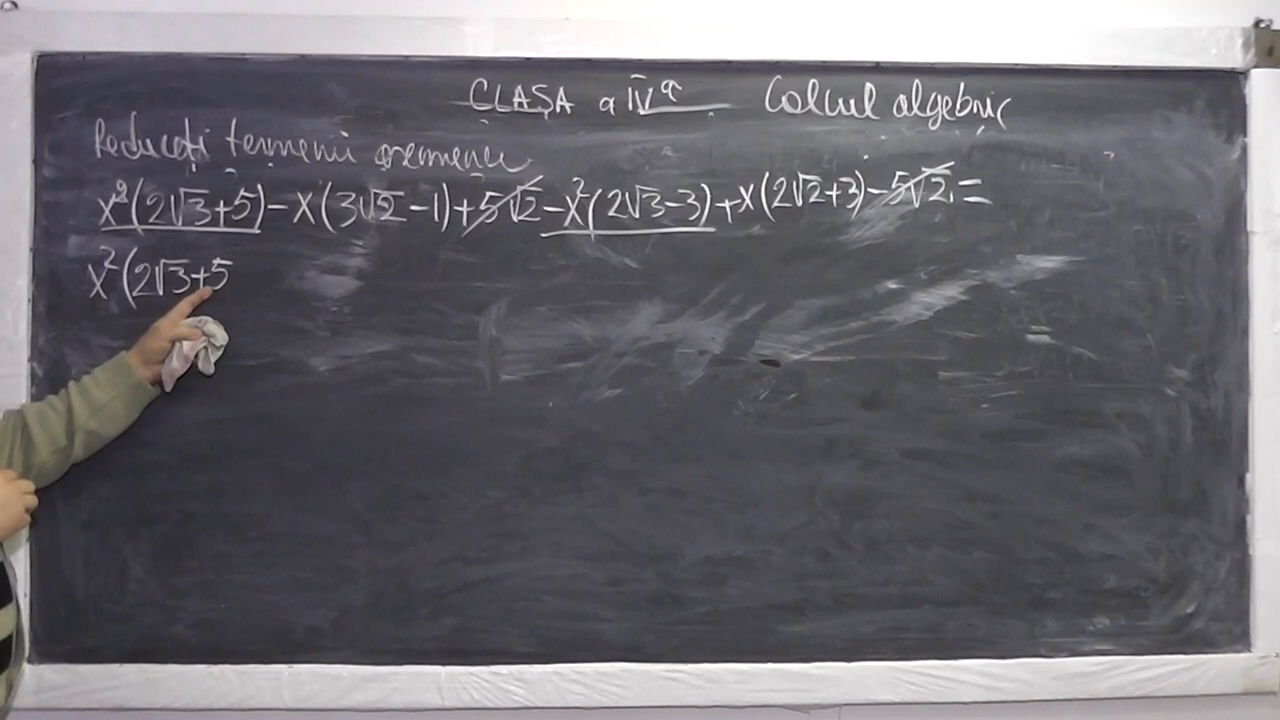 CLASA a IVª Calcul algebric
Reduceți termenii asemenea
x²(2√3+5)-x(3√2-1)+5√2-x²(2√3-3)+x(2√2+3)-5√2=
x²(2√3+5